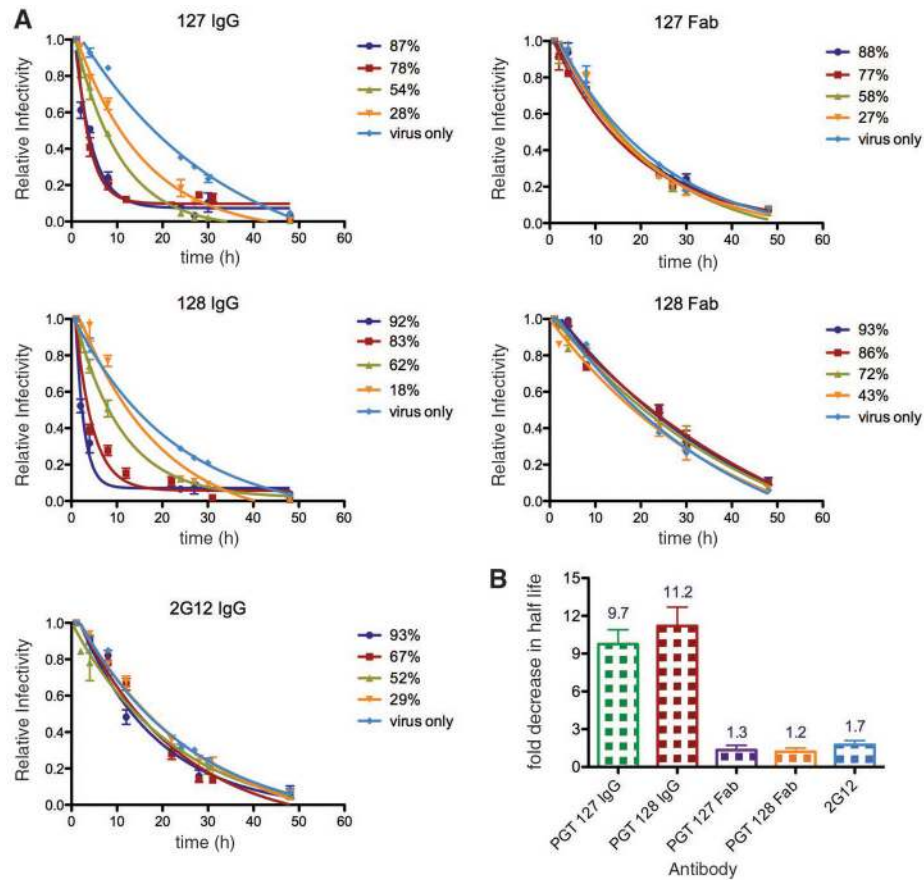 A
127 IgG
Relative Infectivity
1.0
0.8
0.6
0.4
0.2
0.0
0 10 20 30 40 50 60
time (h)
87%
78%
54%
28%
virus only
127 Fab
Relative Infectivity
1.0
0.8
0.6
0.4
0.2
0.0
0 10 20 30 40 50 60
time (h)
88%
77%
58%
27%
virus only
128 IgG
Relative Infectivity
1.0
0.8
0.6
0.4
0.2
0.0
0 10 20 30 40 50 60
time (h)
92%
83%
62%
18%
virus only
128 Fab
Relative Infectivity
1.0
0.8
0.6
0.4
0.2
0.0
0 10 20 30 40 50 60
time (h)
93%
86%
72%
43%
virus only
2G12 IgG
Relative Infectivity
1.0
0.8
0.6
0.4
0.2
0.0
0 10 20 30 40 50 60
time (h)
93%
67%
52%
29%
virus only
B
fold decrease in half life
15
12
9
6
3
0
9.7
11.2
1.3
1.2
1.7
PGT 127 IgG
PGT 128 IgG
PGT 127 Fab
PGT 128 Fab
2G12
Antibody